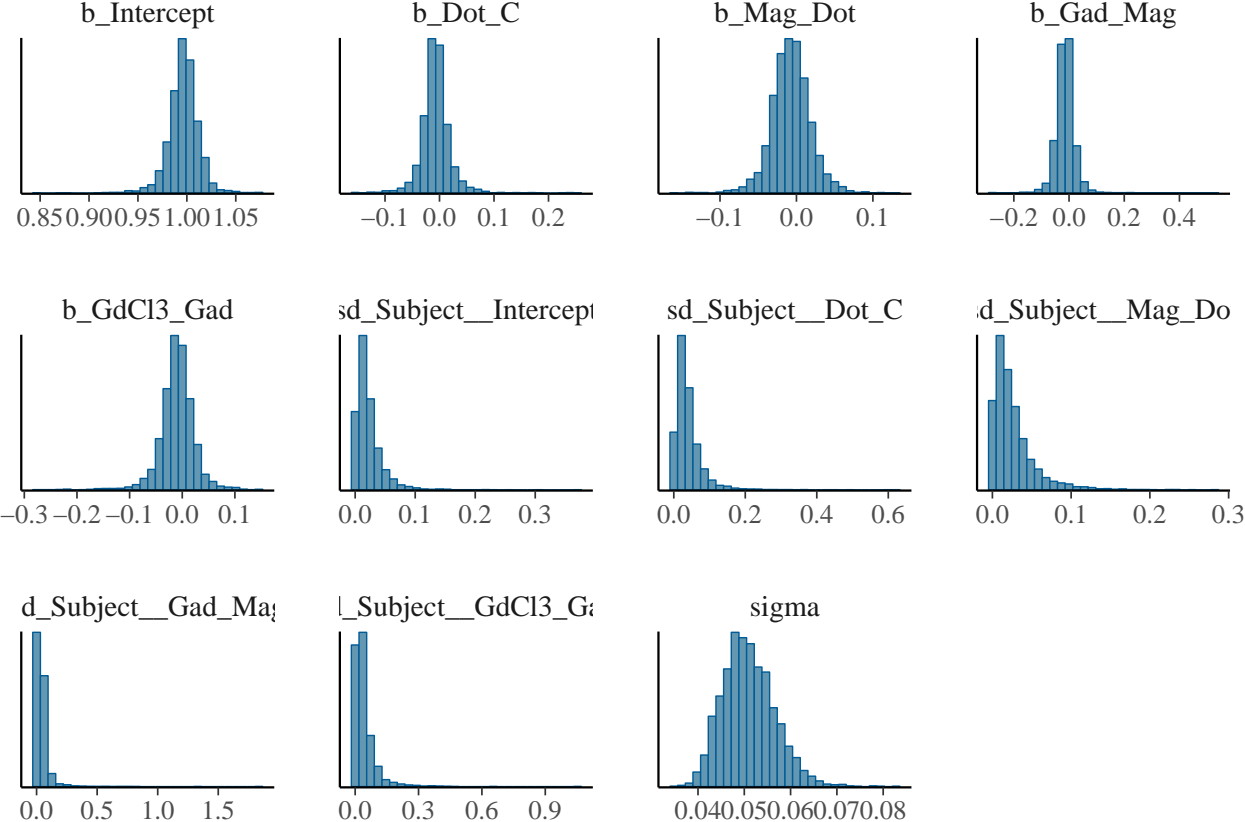 b_Intercept b_Dot_C b_Mag_Dot b_Gad_Mag
0.85 0.90 0.95 1.00 1.05 −0.1 0.0 0.1 0.2 −0.1 0.0 0.1 −0.2 0.0 0.2 0.4
b_GdCl3_Gad sd_Subject__Intercept sd_Subject__Dot_C sd_Subject__Mag_Do
−0.3 −0.2 −0.1 0.0 0.1 0.0 0.1 0.2 0.3 0.0 0.2 0.4 0.6 0.0 0.1 0.2 0.3
d_Subject__Gad_Mag l_Subject__GdCl3_Ga sigma
0.0 0.5 1.0 1.5 0.0 0.3 0.6 0.9 0.04 0.05 0.06 0.07 0.08